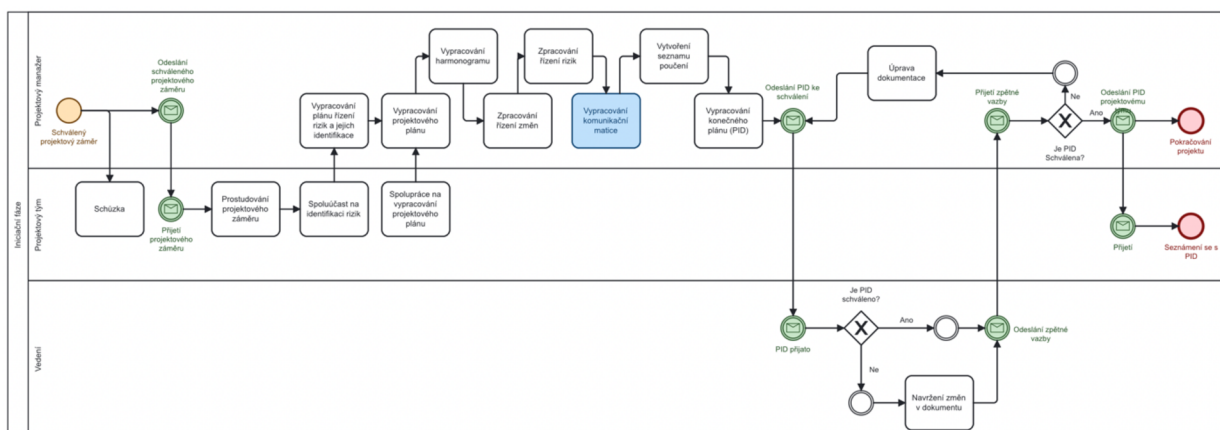 Iniciační fáze
Projektový manažer
Schválený
projektový záměr
Odeslání
schváleného
projektového
záměru
Vypracování
plánu řízení
rizik a jejich
identifikace
Vypracování
projektového
plánu
Vypracování
harmonogramu
Zpracování
řízení změn
Zpracování
řízení rizik
Vypracování
komunikační
matice
Vytvoření
seznamu
poučení
Vypracování
konečného
plánu (PID)
Odeslání PID ke
schválení
Úprava
dokumentace
Přijetí zpětné
vazby
Ne
Je PID
Schválena?
Ano
Odeslání PID
projektovému
Pokračování
projektu
Projektový tým
Schůzka
Přijetí
projektového
záměru
Prostudování
projektového
záměru
Spoluúčast na
identifikaci rizik
Spolupráce na
vypracování
projektového
plánu
Přijetí
Seznámení se s
PID
Vedení
PID přijato
Je PID
schváleno?
Ano
Ne
Navržení změn
v dokumentu
Odeslání zpětné
vazby